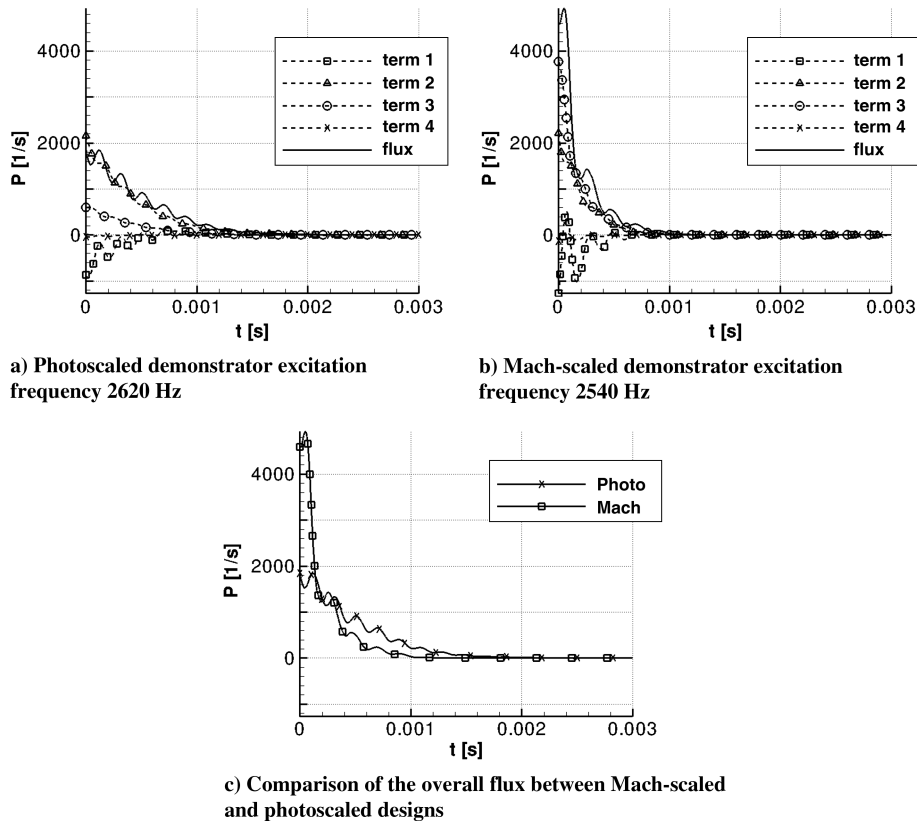 4000
2000
0
P [1/s]
term 1
term 2
term 3
term 4
flux
0
0.001
0.002
0.003
t [s]
a) Photoscaled demonstrator excitation
frequency 2620 Hz
4000
2000
0
P [1/s]
term 1
term 2
term 3
term 4
flux
0
0.001
0.002
0.003
t [s]
b) Mach-scaled demonstrator excitation
frequency 2540 Hz
4000
2000
0
P [1/s]
Photo
Mach
0
0.001
0.002
0.003
t [s]
c) Comparison of the overall flux between Mach-scaled
and photoscaled designs